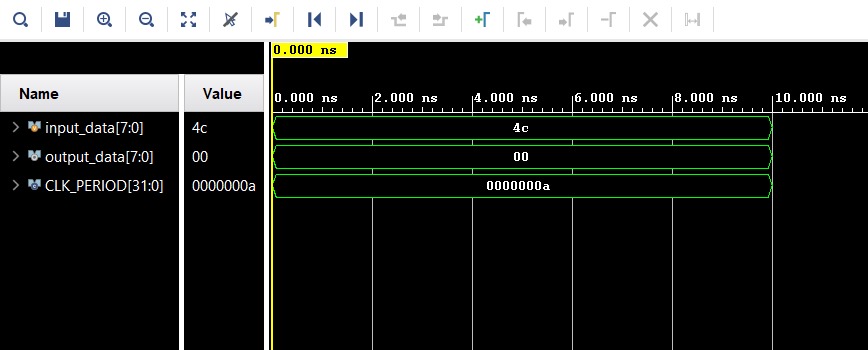 0.000 ns
Name Value
0.000 ns 2.000 ns 4.000 ns 6.000 ns 8.000 ns 10.000 ns
input_data[7:0] 4c 4c
output_data[7:0] 00 00
CLK_PERIOD[31:0] 0000000a 0000000a